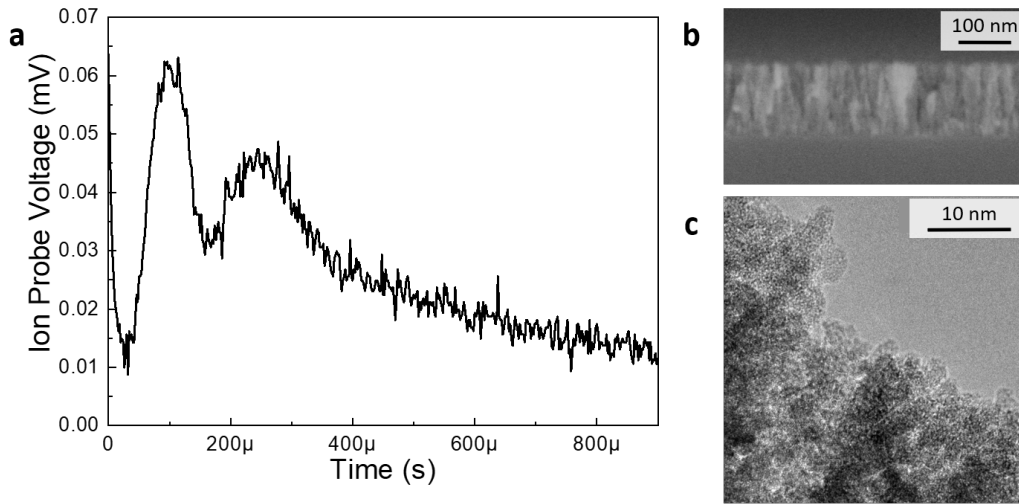 a
Ion Probe Voltage (mV)
0.07
0.06
0.05
0.04
0.03
0.02
0.01
0.00
0
200µ
400µ
600µ
800µ
Time (s)
b
100 nm
c
10 nm